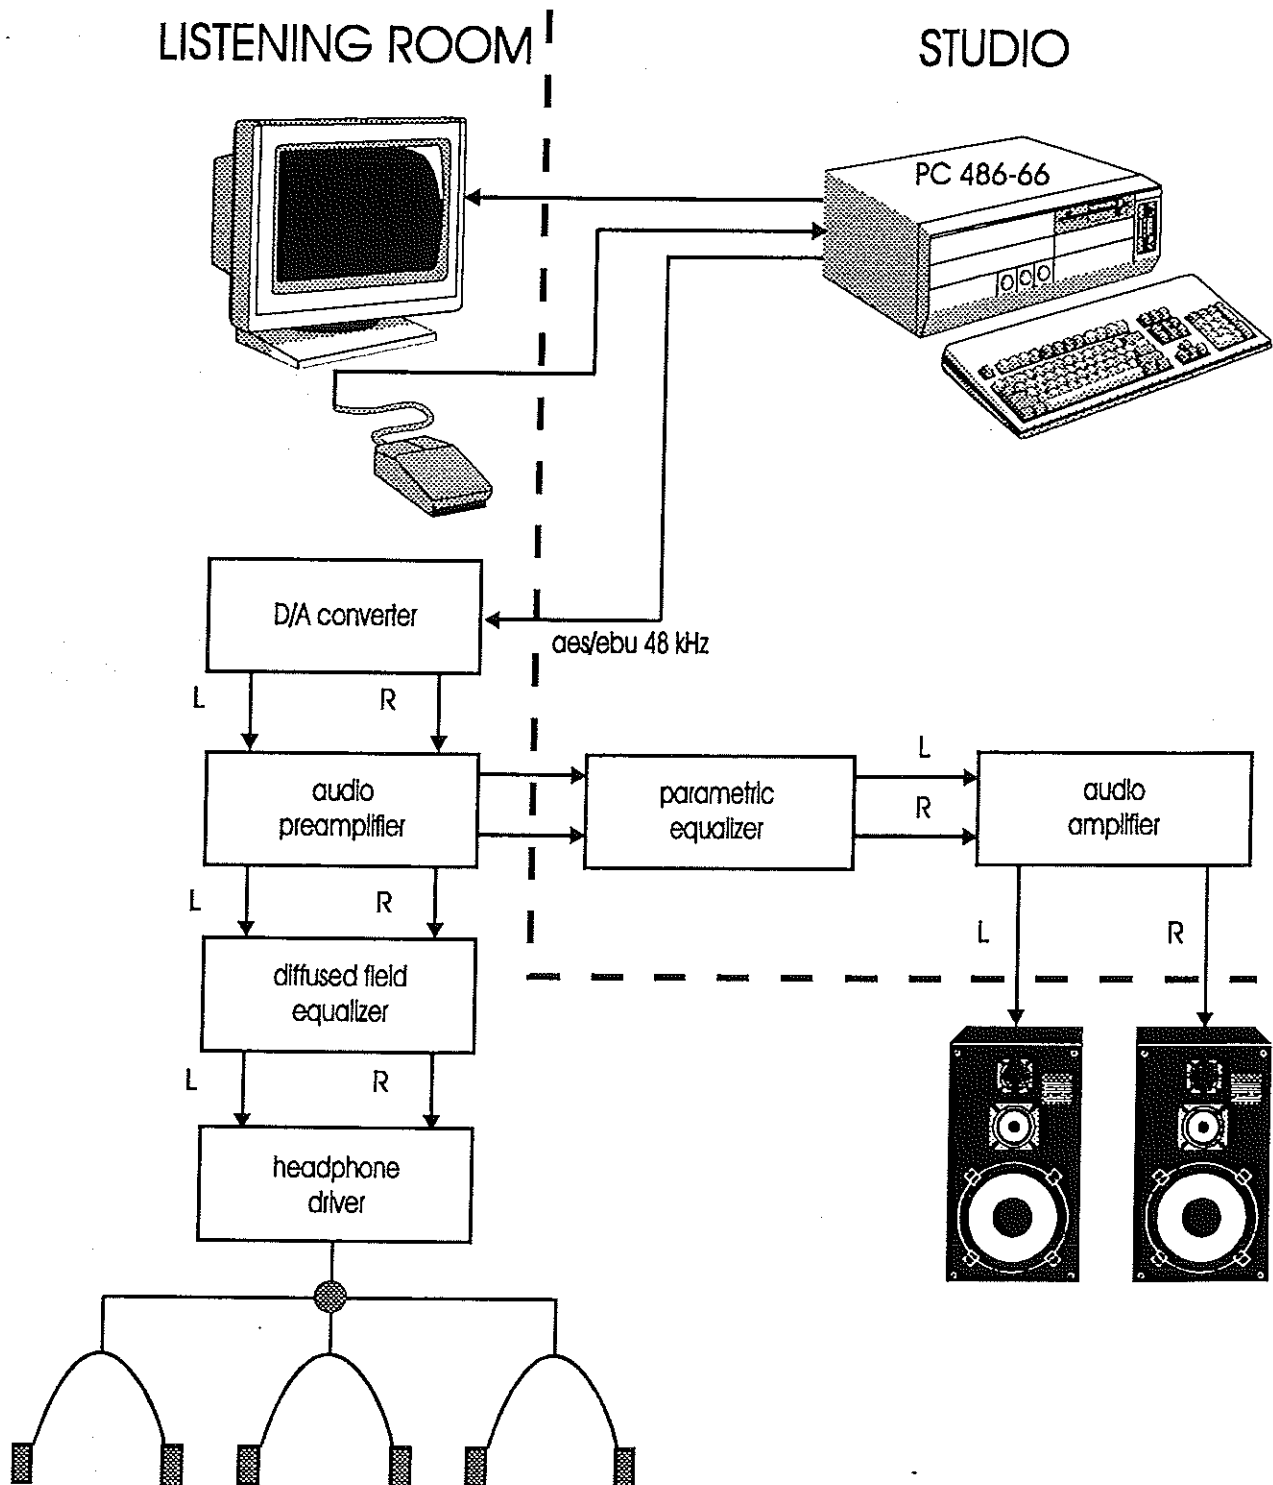 LISTENING ROOM
STUDIO
PC 486-66
D/A converter
aes/ebu 48 kHz
L
R
audio
preamplifier
parametric
equalizer
L
R
audio
amplifier
L
R
L
R
diffused field
equalizer
L
R
headphone
driver